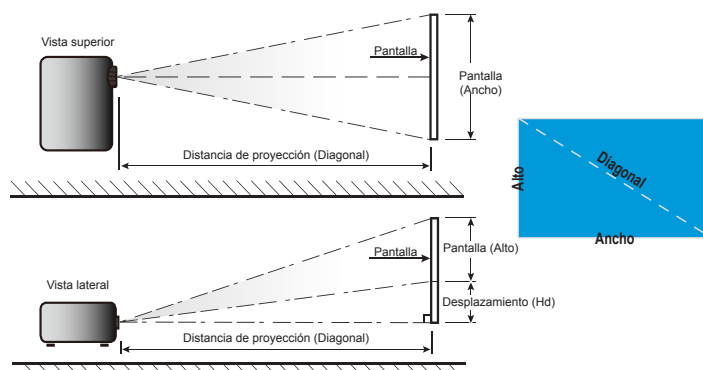 Vista superior
Pantalla
Pantalla
(Ancho)
Distancia de proyección (Diagonal)
Alto
Diagonal
Ancho
Pantalla
Pantalla (Alto)
Vista lateral
Desplazamiento (Hd)
Distancia de proyección (Diagonal)